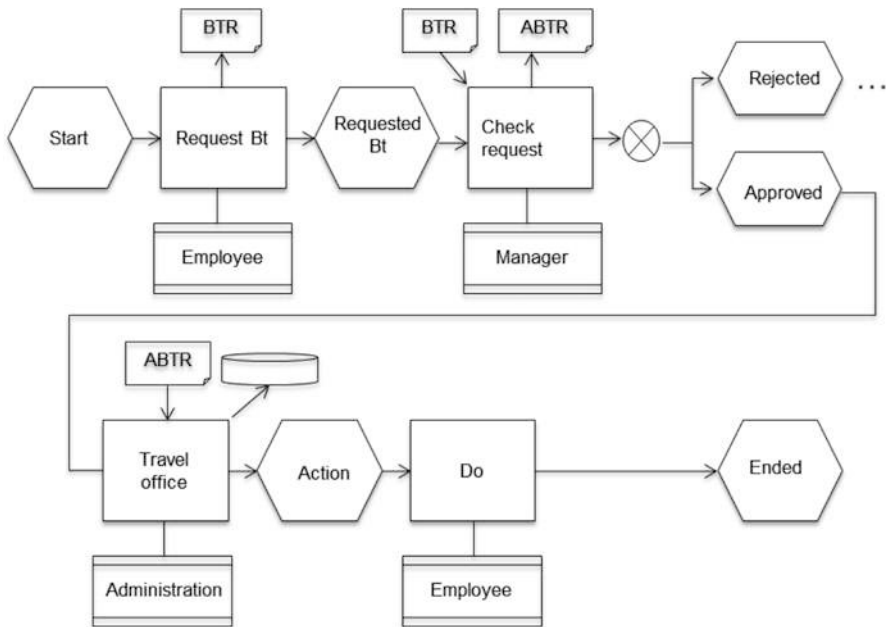 BTR
BTR
ABTR
Start
Request Bt
Requested
Bt
Check
request
Rejected
...
Approved
Employee
Manager
ABTR
Travel
office
Action
Do
Ended
Administration
Employee